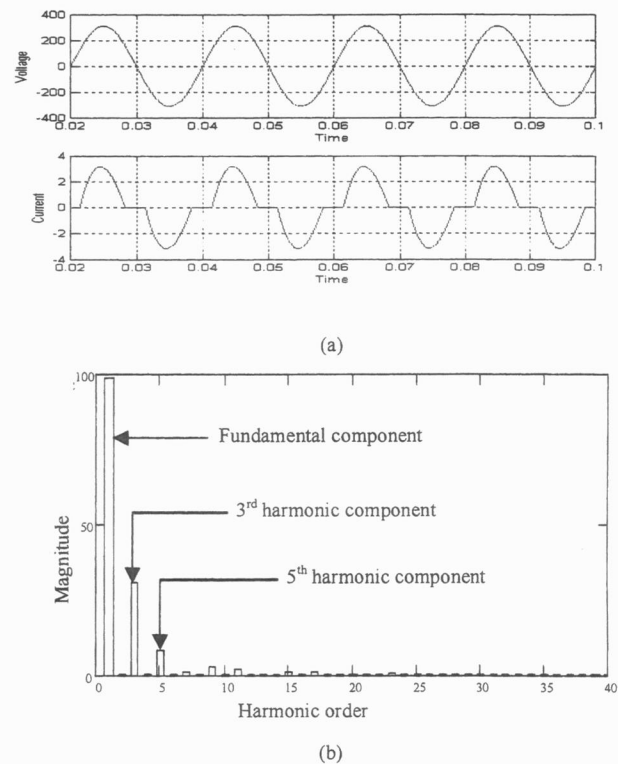 400
200
0
-200
-400
Voltage
0.02 0.03 0.04 0.05 0.06 0.07 0.08 0.09 0.1
Time
4
2
0
-2
-4
Current
0.02 0.03 0.04 0.05 0.06 0.07 0.08 0.09 0.1
Time
(a)
100
50
0
Magnitude
Fundamental component
3rd harmonic component
5th harmonic component
0 5 10 15 20 25 30 35 40
Harmonic order
(b)